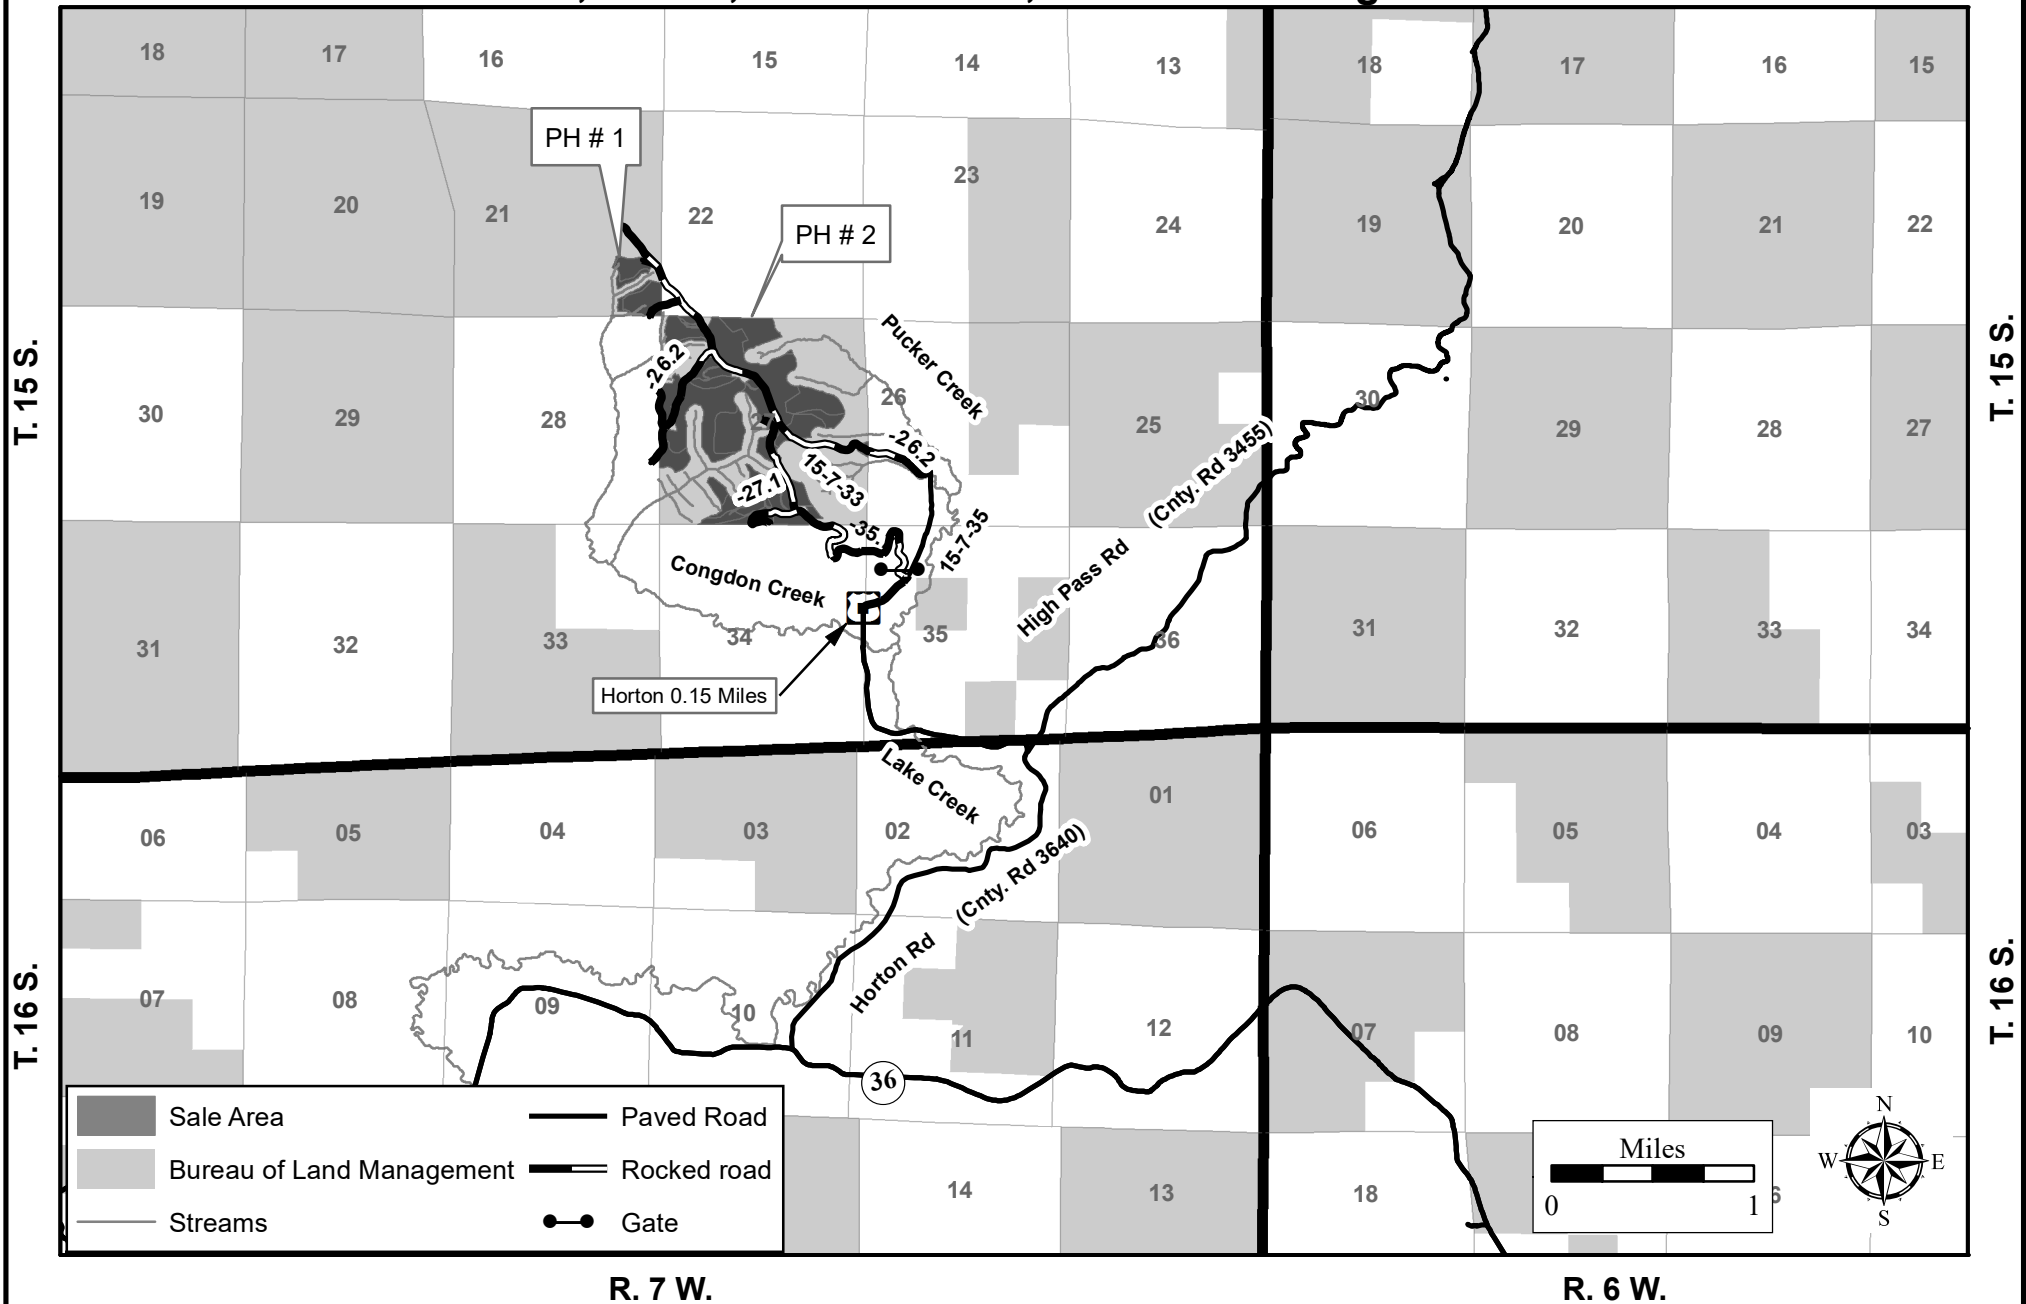 18 17 16 15 14 13 18 17 16 15
PH # 1
23
19 20 21 22 24 19 20 21 22
PH # 2
Pucker Creek
T. 15 S.
T. 15 S.
-26.2
30 29 28 26 25 30 29 28 27
-26.2
(Cnty. Rd 3455)
15-7-33
-27.1
-35.
15-7-35
High Pass Rd
Congdon Creek
31 32 33 34 35 36 31 32 33 34
Horton 0.15 Miles
Lake Creek
01
06 05 04 03 02 06 05 04 03
(Cnty. Rd 3640)
Horton Rd
T. 16 S.
T. 16 S.
07 08 09 10 11 12 07 08 09 10
36
Sale Area
Paved Road
Bureau of Land Management
Rocked road
Streams
Gate
14 13 18
Miles
0 1
N
W E
S
R. 7 W.
R. 6 W.